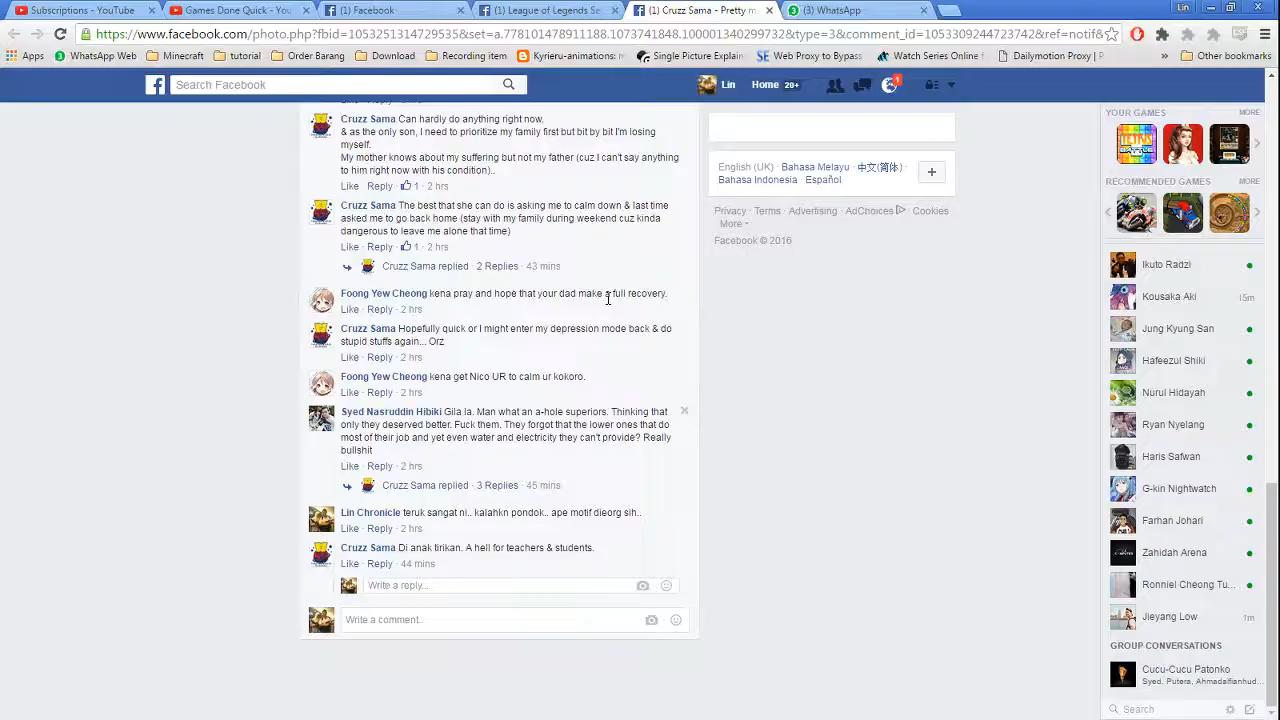 Subscriptions - YouTube
Games Done Quick - You
(1) Facebook
(1) League of Legends Se
(1) Cruzz Sama - Pretty m
(3) WhatsApp
Lin
https://www.facebook.com/photo.php?fbid=1053251314729535&set=a.778101478911188.1073741848.100001340299732&type=3&comment_id=1053309244723742&ref=notif&
Apps
WhatsApp Web
Minecraft
tutorial
Order Barang
Download
Recording item
Kyrieru-animations:
Single Picture Explain
Web Proxy to Bypass
Online Soft
Dailymotion Proxy |
Other bookmarks
Search Facebook
Lin
Home 20+
1
Cruzz Sama Can hardly do anything right now.
& as the only son, I need to prioritize my family first but bit by bit I'm losing
myself.
My mother knows about my suffering but not my father (cuz I can't say anything
to him right now with his condition)..
Like · Reply · 1 · 2 hrs
Cruzz Sama The best that she can do is asking me to calm down & last time
asked me to go back home (stay with my family during weekend cuz kinda
dangerous to leave me alone that time)
Like · Reply · 1 · 2 hrs
Cruzz Sama replied · 2 Replies · 43 mins
Foong Yew Cheong kena pray and hope that your dad make a full recovery.
Like · Reply · 2 hrs
Cruzz Sama Hopefully quick or I might enter my depression mode back & do
stupid stuffs again... Orz
Like · Reply · 2 hrs
Foong Yew Cheong kena get Nico UR to calm ur kokoro.
Like · Reply · 2 hrs
Syed Nasruddin Hibiki Gila la. Man what an a-hole superiors. Thinking that
only they deserved better. Fuck them. They forgot that the lower ones that do
most of their job and yet even water and electricity they can't provide? Really
bullshit
Like · Reply · 2 hrs
Cruzz Sama replied · 3 Replies · 45 mins
Lin Chronicle teruk sangat ni.. kalahkin pondok.. ape motif dieorg sih..
Like · Reply · 2 hrs
Cruzz Sama Di anak tirikan. A hell for teachers & students.
Like · Reply · 44 mins
Write a reply...
Write a comment..
English (UK) · Bahasa Melayu · 中文(简体) ·
Bahasa Indonesia · Español
Privacy · Terms · Advertising · AdChoices · Cookies ·
More
Facebook © 2016
YOUR GAMES
MORE
RECOMMENDED GAMES
MORE
Ikuto Radzi
Kousaka Aki
15m
Jung Kyung San
Hafeezul Shiki
Nurul Hidayah
Ryan Nyelang
Haris Safwan
G-kin Nightwatch
Farhan Johari
Zahidah Arena
Ronniel Cheong Tu...
Jieyang Low
1m
GROUP CONVERSATIONS
Cucu-Cucu Patonko
Syed, Putera, Ahmadalfianhud...
Search